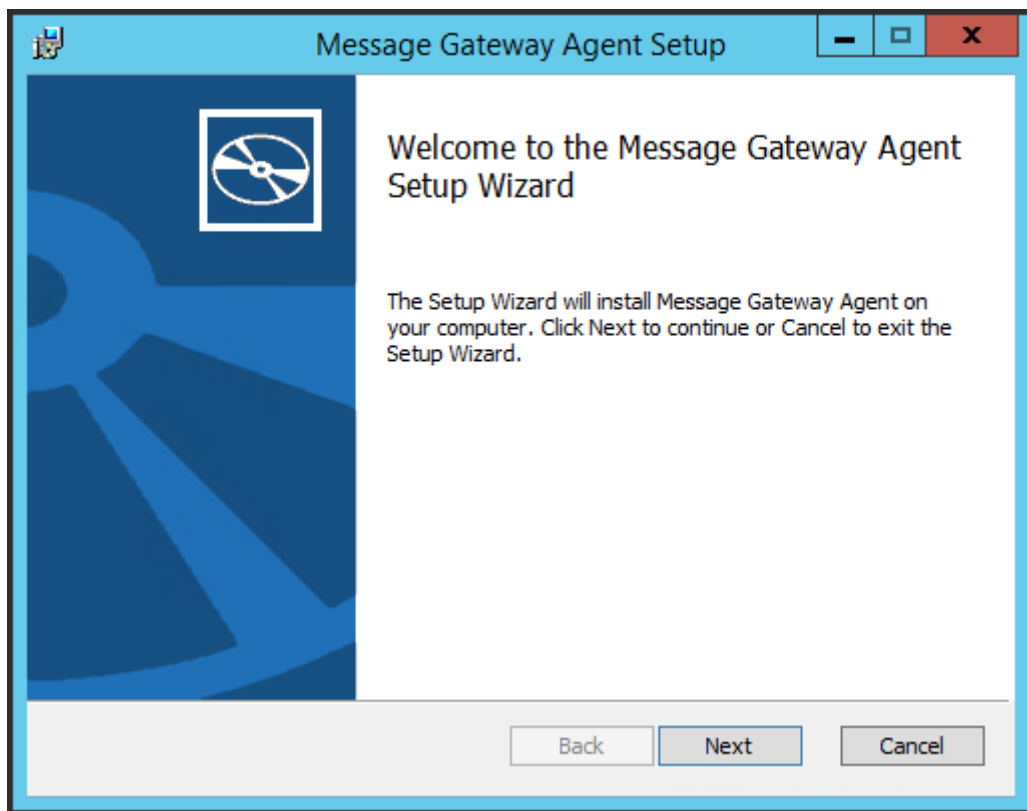 Message Gateway Agent Setup
Welcome to the Message Gateway Agent
Setup Wizard
The Setup Wizard will install Message Gateway Agent on
your computer. Click Next to continue or Cancel to exit the
Setup Wizard.
Back Next Cancel